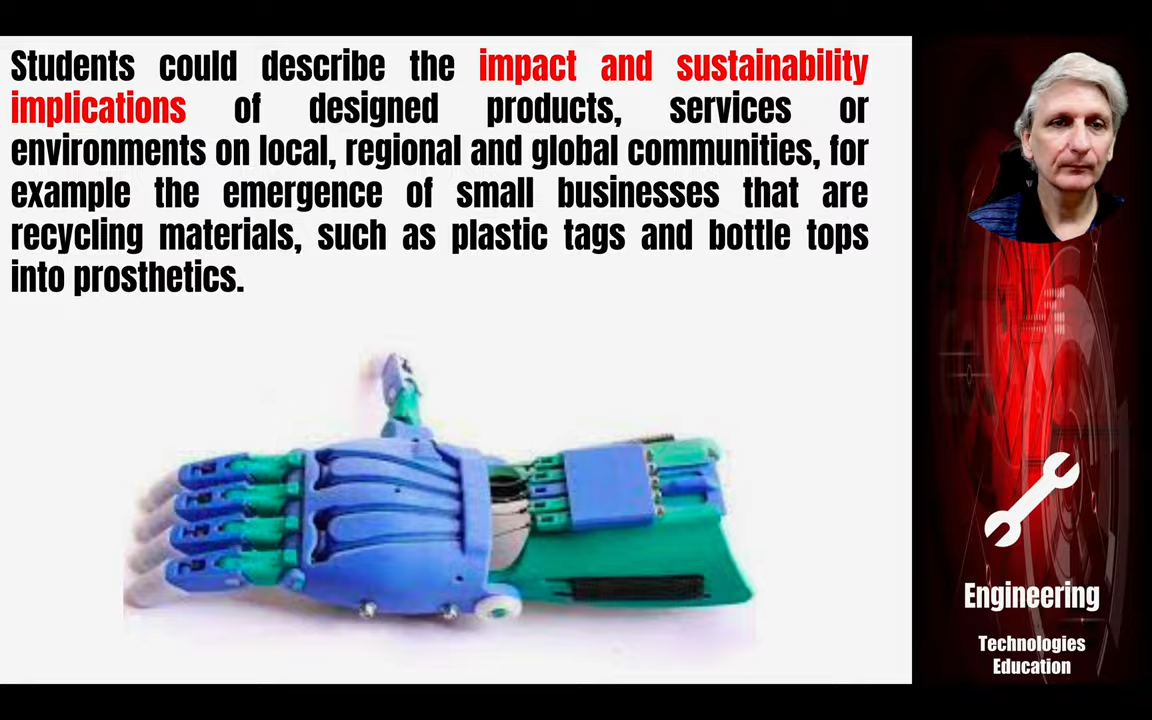 Students could describe the impact and sustainability
implications of designed products, services or
environments on local, regional and global communities, for
example the emergence of small businesses that are
recycling materials, such as plastic tags and bottle tops
into prosthetics.
Engineering
Technologies
Education